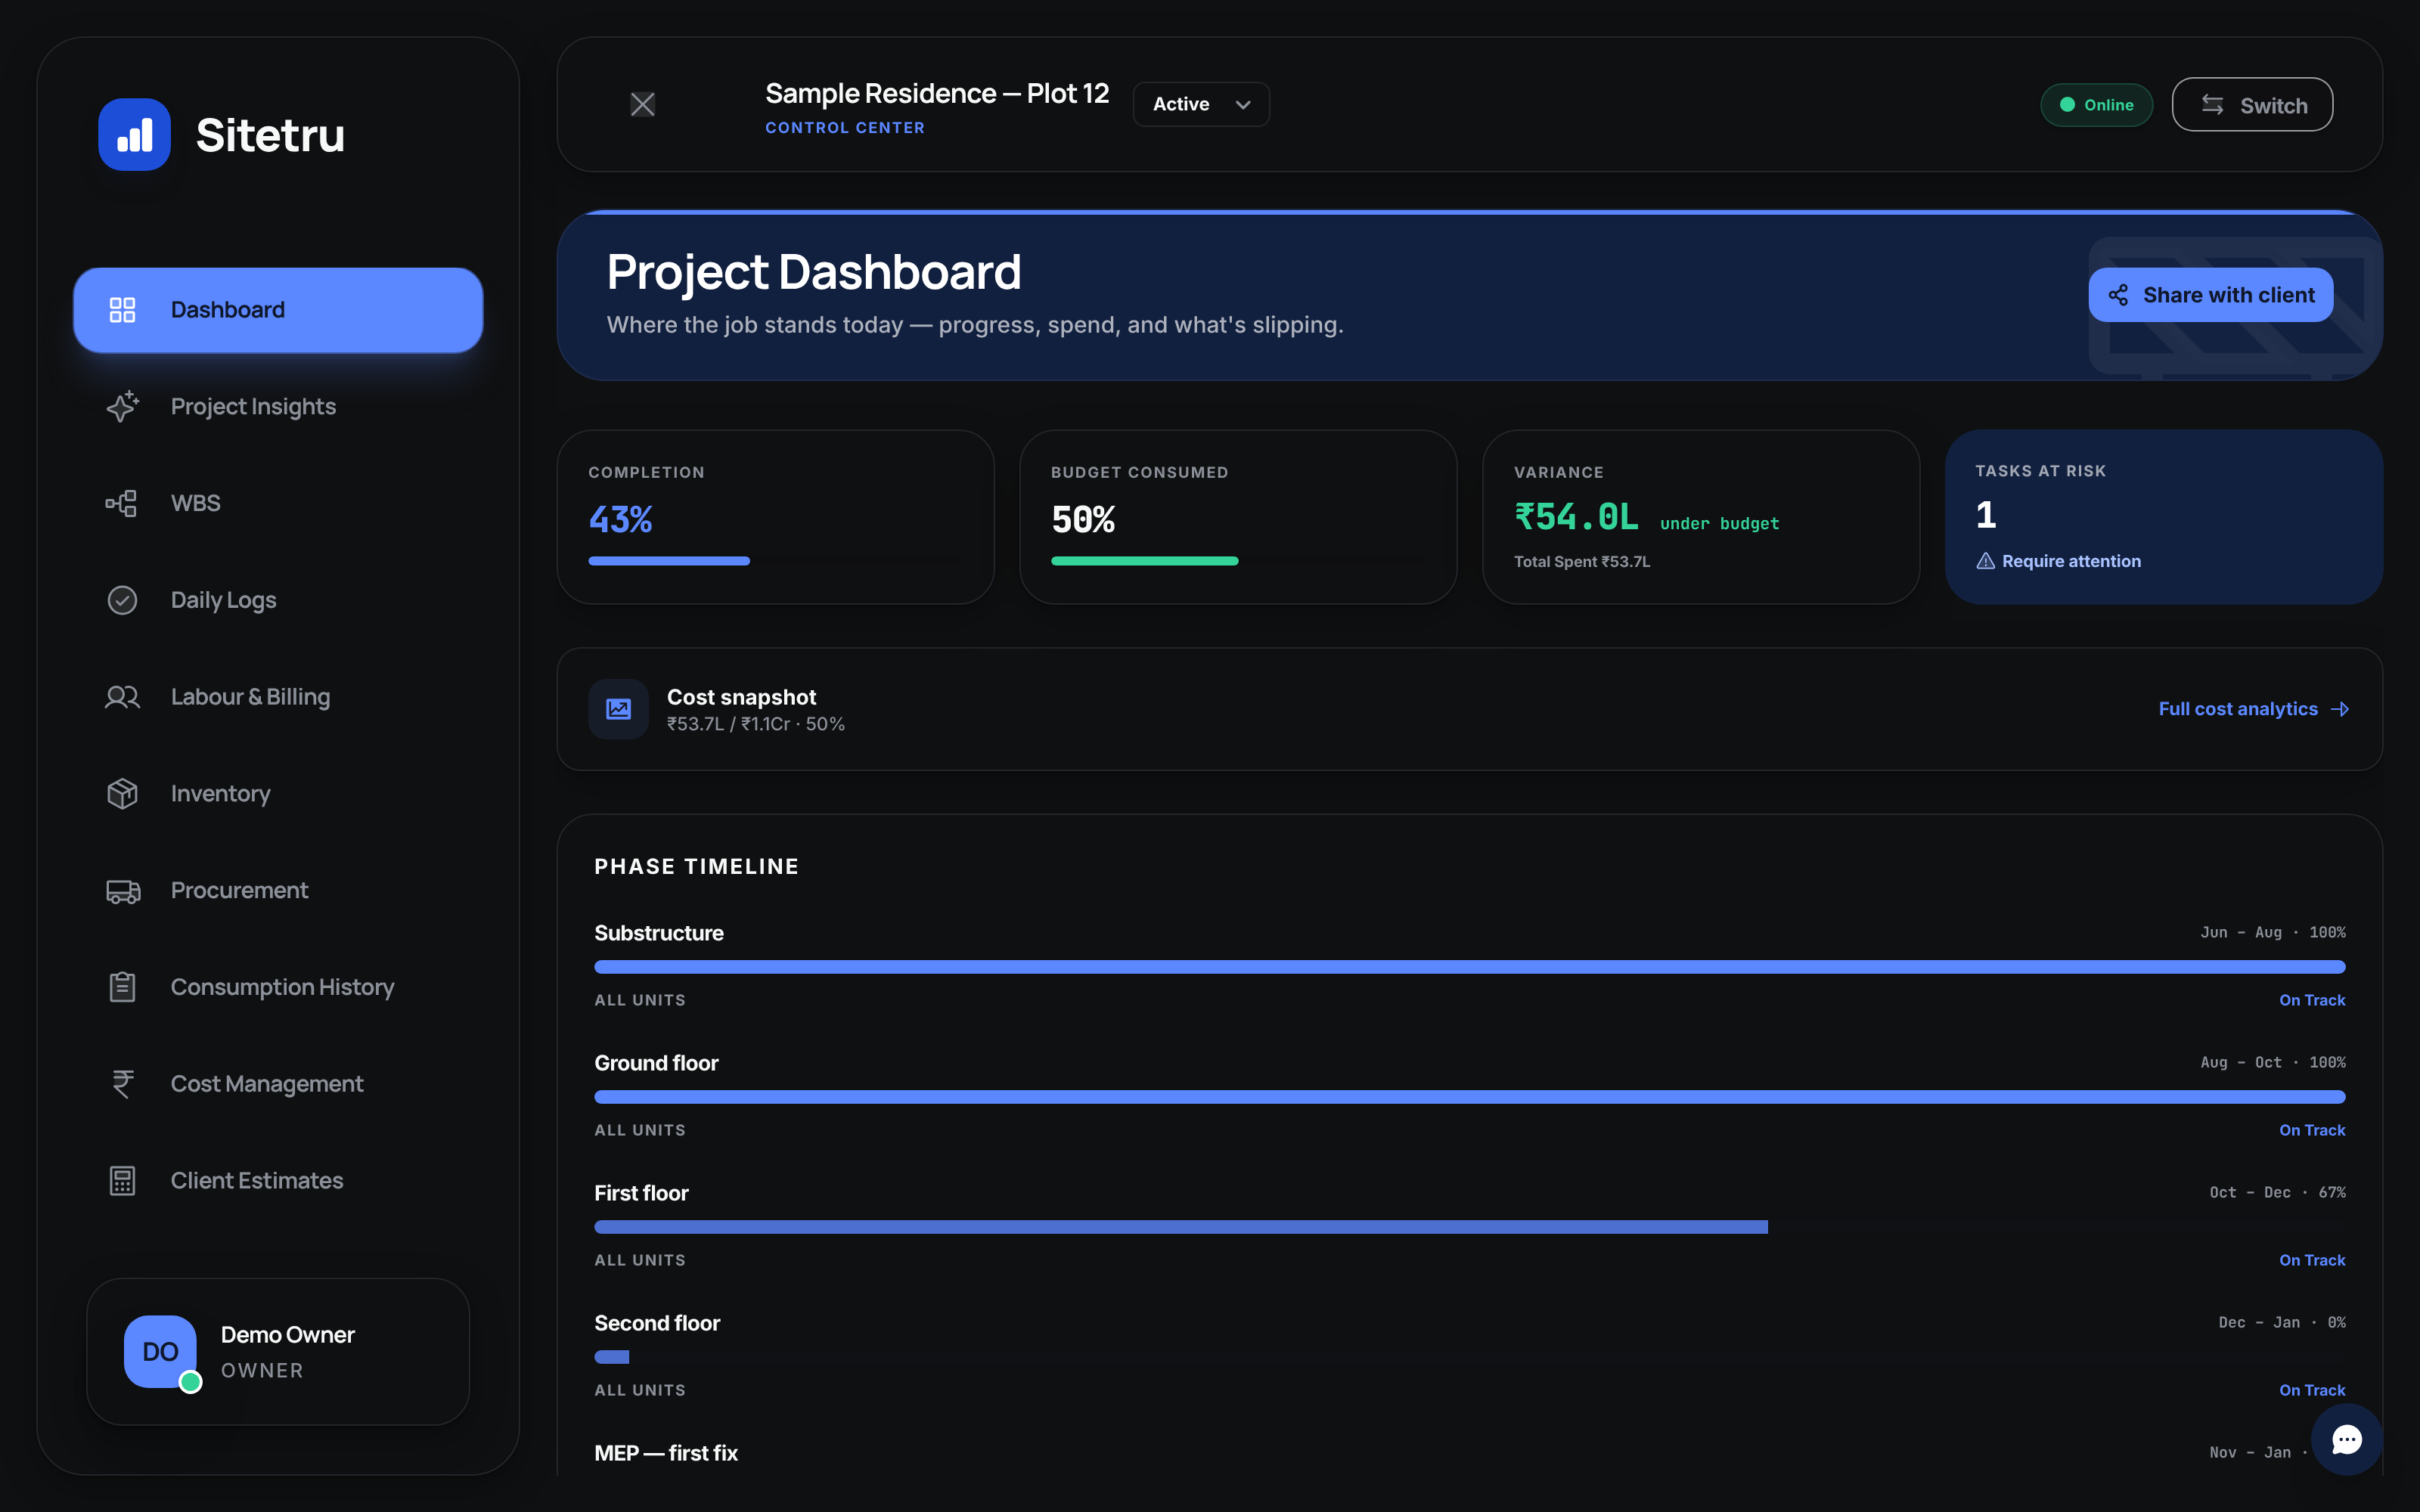 Sitetru
Dashboard
Project Insights
WBS
Daily Logs
Labour & Billing
Inventory
Procurement
Consumption History
Cost Management
Client Estimates
DO
Demo Owner
OWNER
Sample Residence — Plot 12
CONTROL CENTER
Active
Online
Switch
Project Dashboard
Where the job stands today — progress, spend, and what's slipping.
Share with client
COMPLETION
43%
BUDGET CONSUMED
50%
VARIANCE
₹54.0L under budget
Total Spent ₹53.7L
TASKS AT RISK
1
Require attention
Cost snapshot
₹53.7L / ₹1.1Cr · 50%
Full cost analytics
PHASE TIMELINE
Substructure
Jun – Aug · 100%
ALL UNITS
On Track
Ground floor
Aug – Oct · 100%
ALL UNITS
On Track
First floor
Oct – Dec · 67%
ALL UNITS
On Track
Second floor
Dec – Jan · 0%
ALL UNITS
On Track
MEP — first fix
Nov – Jan ·